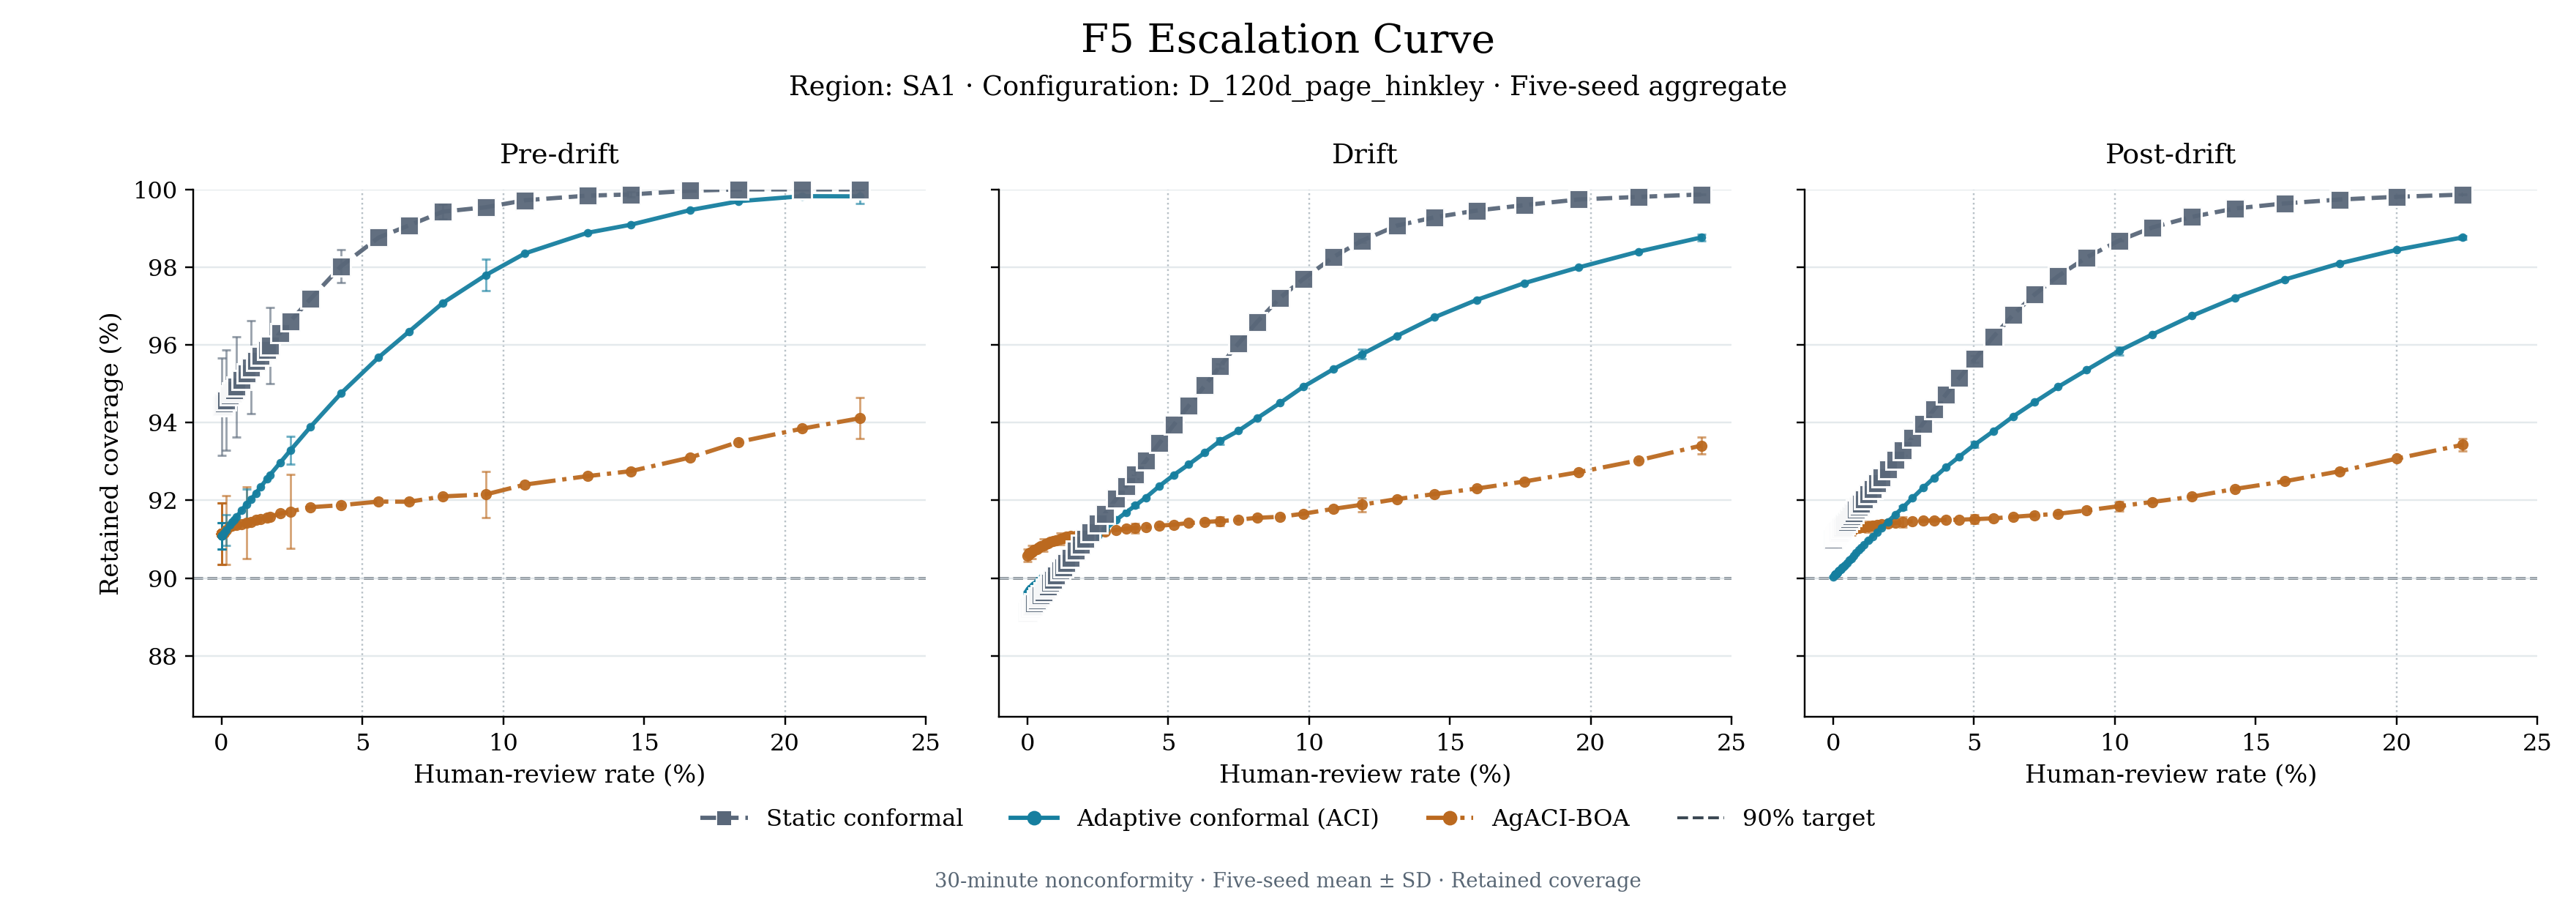 F5 Escalation Curve
Region: SA1 · Configuration: D_120d_page_hinkley · Five-seed aggregate
Pre-drift
Drift
Post-drift
Retained coverage (%)
100
98
96
94
92
90
88
0 5 10 15 20 25
0 5 10 15 20 25
0 5 10 15 20 25
Human-review rate (%)
Human-review rate (%)
Human-review rate (%)
Static conformal
Adaptive conformal (ACI)
AgACI-BOA
90% target
30-minute nonconformity · Five-seed mean ± SD · Retained coverage